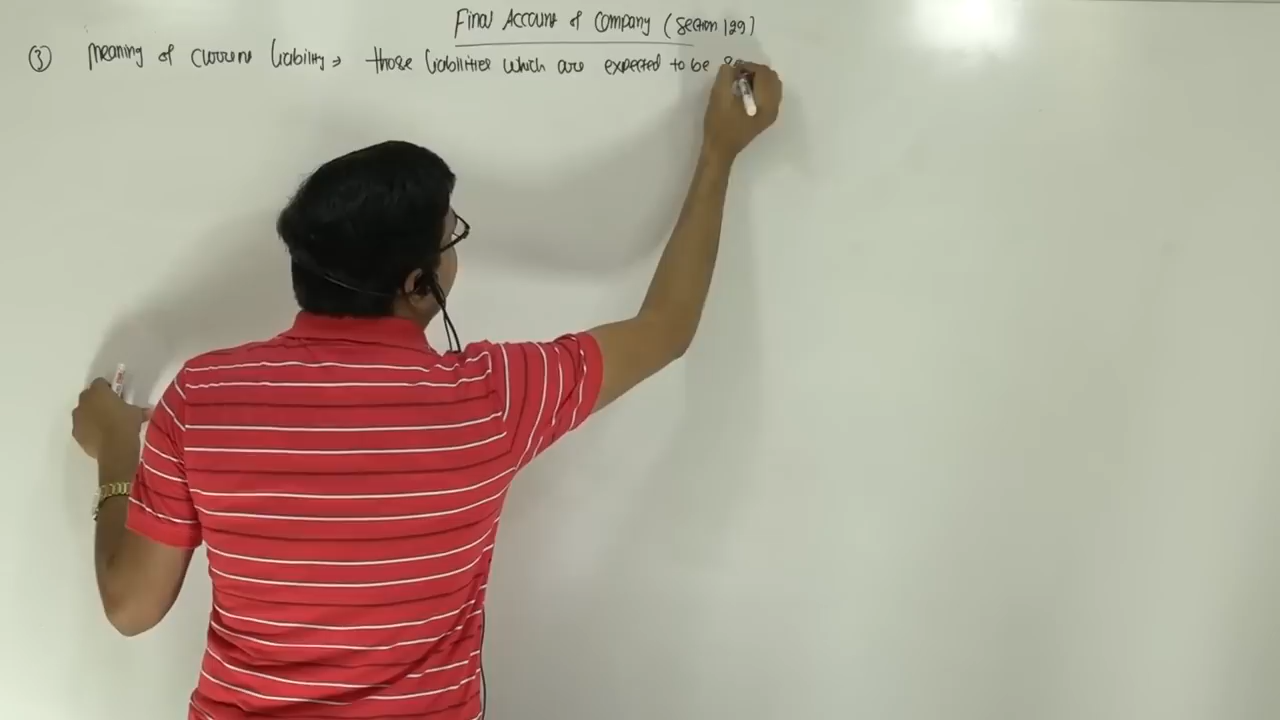 Final Account of Company (Section 129)
③ Meaning of Current liability → those liabilities which are expected to be